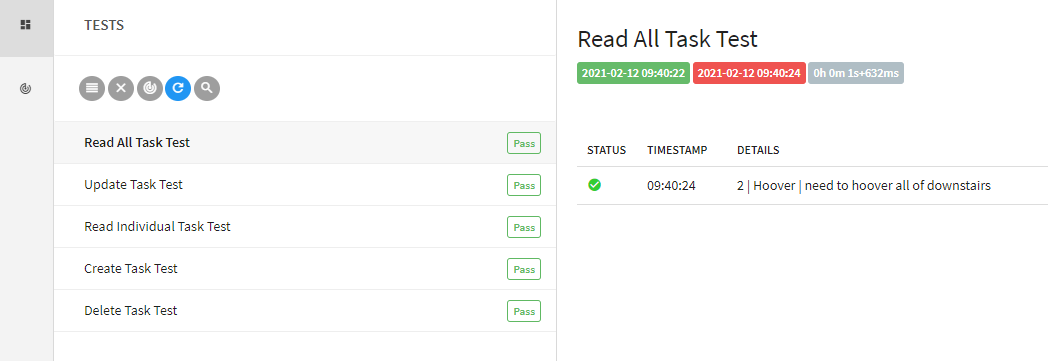 TESTS
Read All Task Test Pass
Update Task Test Pass
Read Individual Task Test Pass
Create Task Test Pass
Delete Task Test Pass
Read All Task Test
2021-02-12 09:40:22 2021-02-12 09:40:24 0h 0m 1s+632ms
STATUS TIMESTAMP DETAILS
09:40:24 2 | Hoover | need to hoover all of downstairs